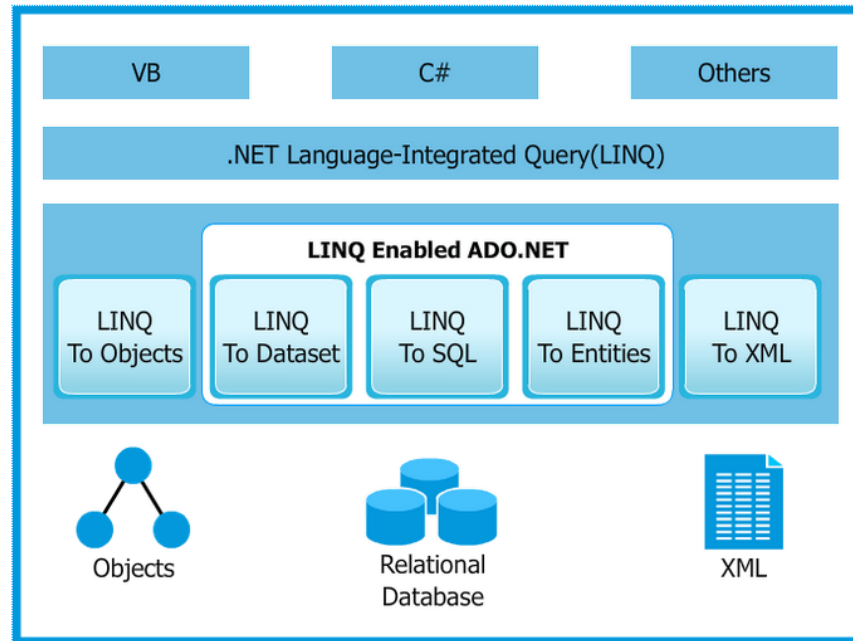 VB
C#
Others
.NET Language-Integrated Query(LINQ)
LINQ Enabled ADO.NET
LINQ
To Objects
LINQ
To Dataset
LINQ
To SQL
LINQ
To Entities
LINQ
To XML
Objects
Relational
Database
XML